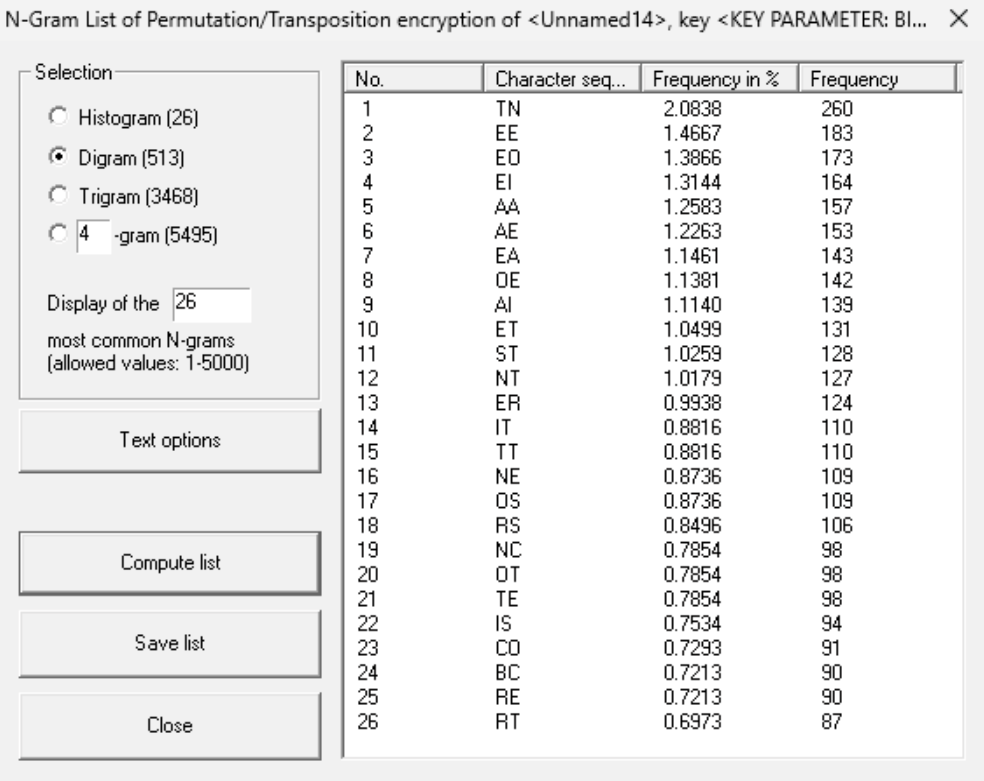 N-Gram List of Permutation/Transposition encryption of <Unnamed14>, key <KEY PARAMETER: BI...
Selection
Histogram (26)
Digram (513)
Trigram (3468)
4 -gram (5495)
Display of the 26
most common N-grams
(allowed values: 1-5000)
Text options
Compute list
Save list
Close
No. Character seq... Frequency in % Frequency
1 TN 2.0838 260
2 EE 1.4667 183
3 EO 1.3866 173
4 EI 1.3144 164
5 AA 1.2583 157
6 AE 1.2263 153
7 EA 1.1461 143
8 OE 1.1381 142
9 AI 1.1140 139
10 ET 1.0499 131
11 ST 1.0259 128
12 NT 1.0179 127
13 ER 0.9938 124
14 IT 0.8816 110
15 TT 0.8816 110
16 NE 0.8736 109
17 OS 0.8736 109
18 RS 0.8496 106
19 NC 0.7854 98
20 OT 0.7854 98
21 TE 0.7854 98
22 IS 0.7534 94
23 CO 0.7293 91
24 BC 0.7213 90
25 RE 0.7213 90
26 RT 0.6973 87